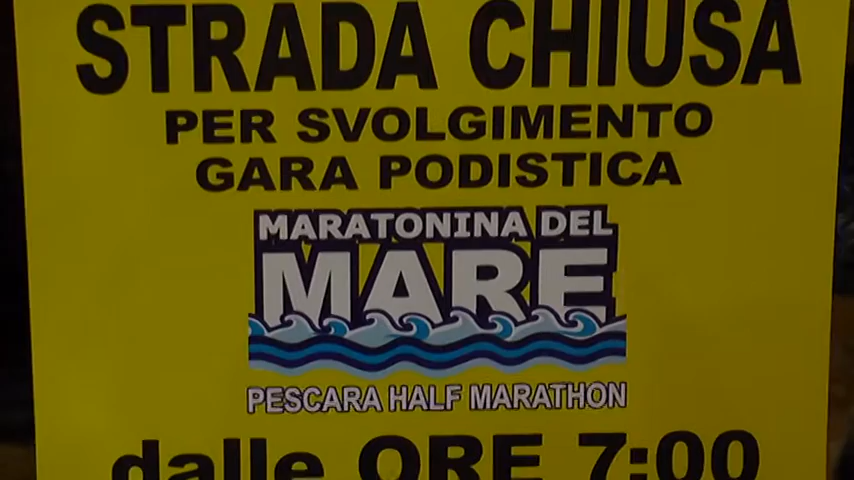 STRADA CHIUSA
PER SVOLGIMENTO
GARA PODISTICA
MARATONINA DEL
MARE
PESCARA HALF MARATHON
dalle ORE 7:00